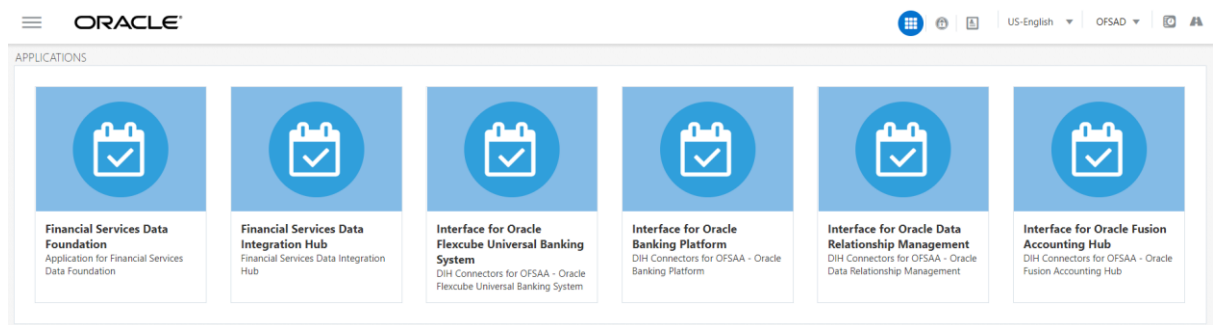 ORACLE
US-English
OFSAD
APPLICATIONS
Financial Services Data
Foundation
Application for Financial Services
Data Foundation
Financial Services Data
Integration Hub
Financial Services Data Integration
Hub
Interface for Oracle
Flexcube Universal Banking
System
DIH Connectors for OFSAA - Oracle
Flexcube Universal Banking System
Interface for Oracle
Banking Platform
DIH Connectors for OFSAA - Oracle
Banking Platform
Interface for Oracle Data
Relationship Management
DIH Connectors for OFSAA - Oracle
Data Relationship Management
Interface for Oracle Fusion
Accounting Hub
DIH Connectors for OFSAA - Oracle
Fusion Accounting Hub